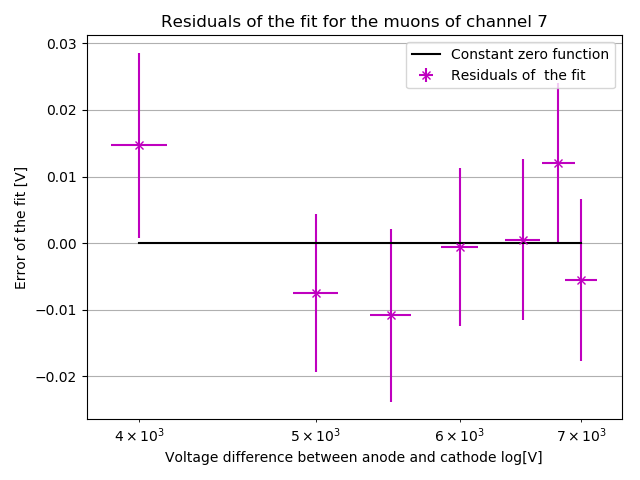 Residuals of the fit for the muons of channel 7
Constant zero function
Residuals of  the fit
Error of the fit [V]
0.03
0.02
0.01
0.00
−0.01
−0.02
4 × 10³
5 × 10³
6 × 10³
7 × 10³
Voltage difference between anode and cathode log[V]